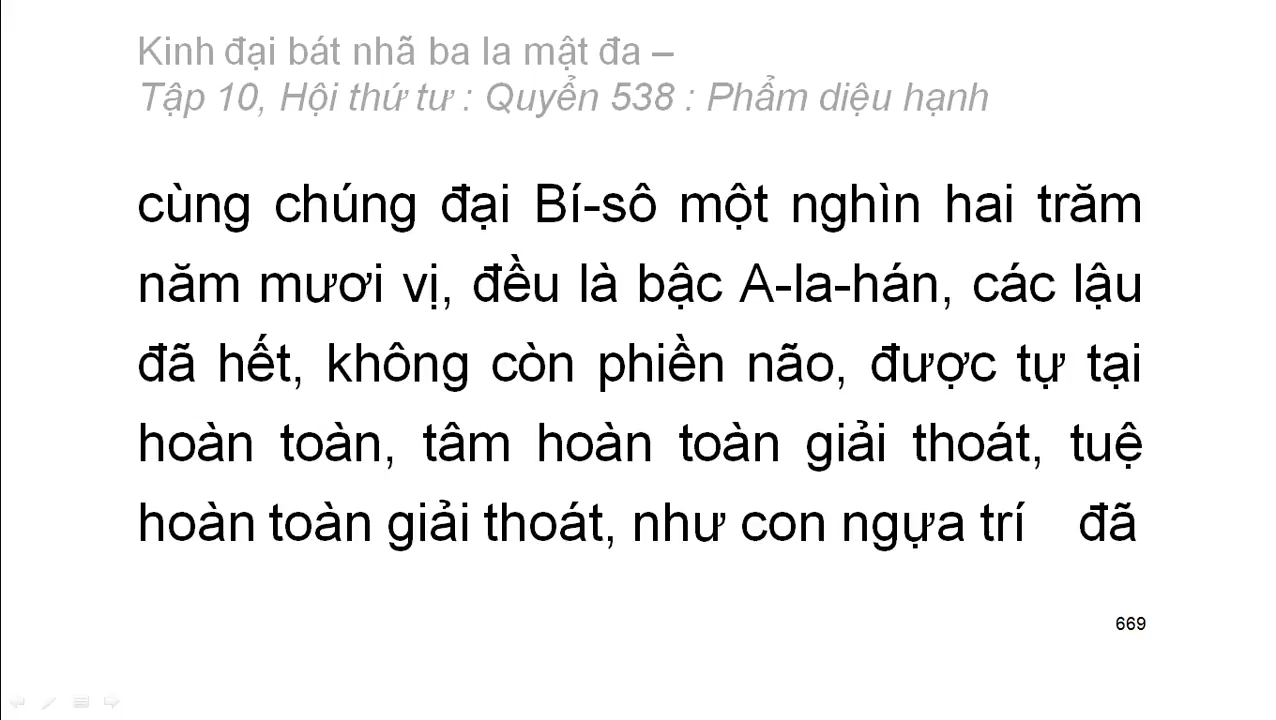 Kinh đại bát nhã ba la mật đa –
Tập 10, Hội thứ tư : Quyển 538 : Phẩm diệu hạnh
cùng chúng đại Bí-sô một nghìn hai trăm
năm mươi vị, đều là bậc A-la-hán, các lậu
đã hết, không còn phiền não, được tự tại
hoàn toàn, tâm hoàn toàn giải thoát, tuệ
hoàn toàn giải thoát, như con ngựa trí đã
669